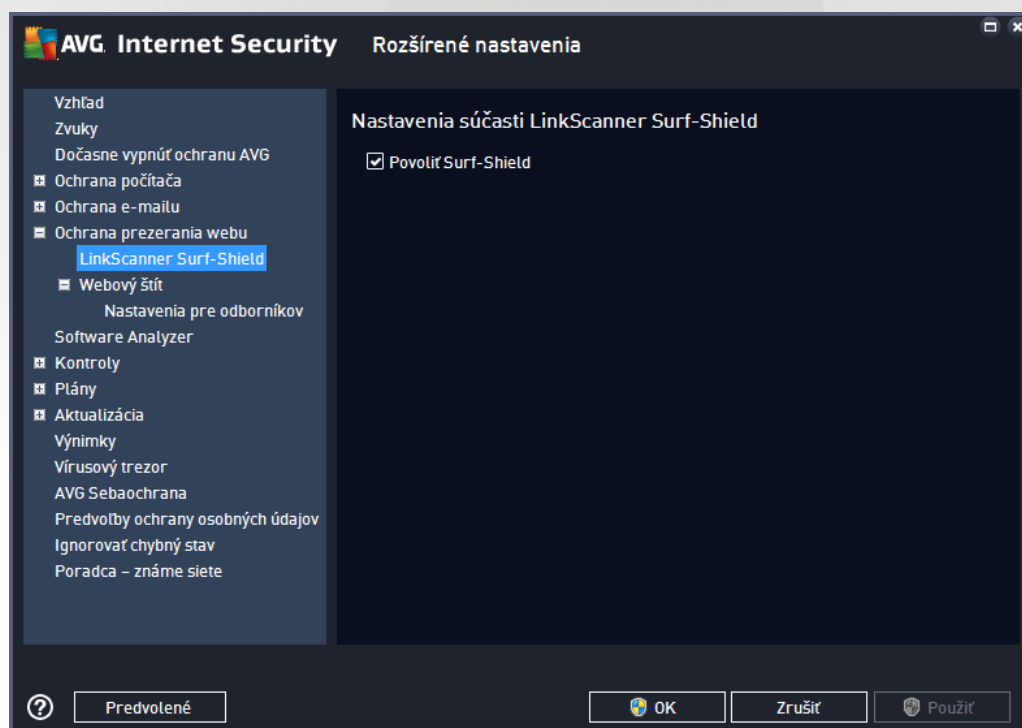 AVG. Internet Security Rozšírené nastavenia
Vzhľad
Zvuky
Dočasne vypnúť ochranu AVG
Ochrana počítača
Ochrana e-mailu
Ochrana prezerania webu
LinkScanner Surf-Shield
Webový štít
Nastavenia pre odborníkov
Software Analyzer
Kontroly
Plány
Aktualizácia
Výnimky
Vírusový trezor
AVG Sebaochrana
Predvoľby ochrany osobných údajov
Ignorovať chybný stav
Poradca – známe siete
Nastavenia súčasti LinkScanner Surf-Shield
Povoliť Surf-Shield
Predvolené
OK
Zrušiť
Použiť